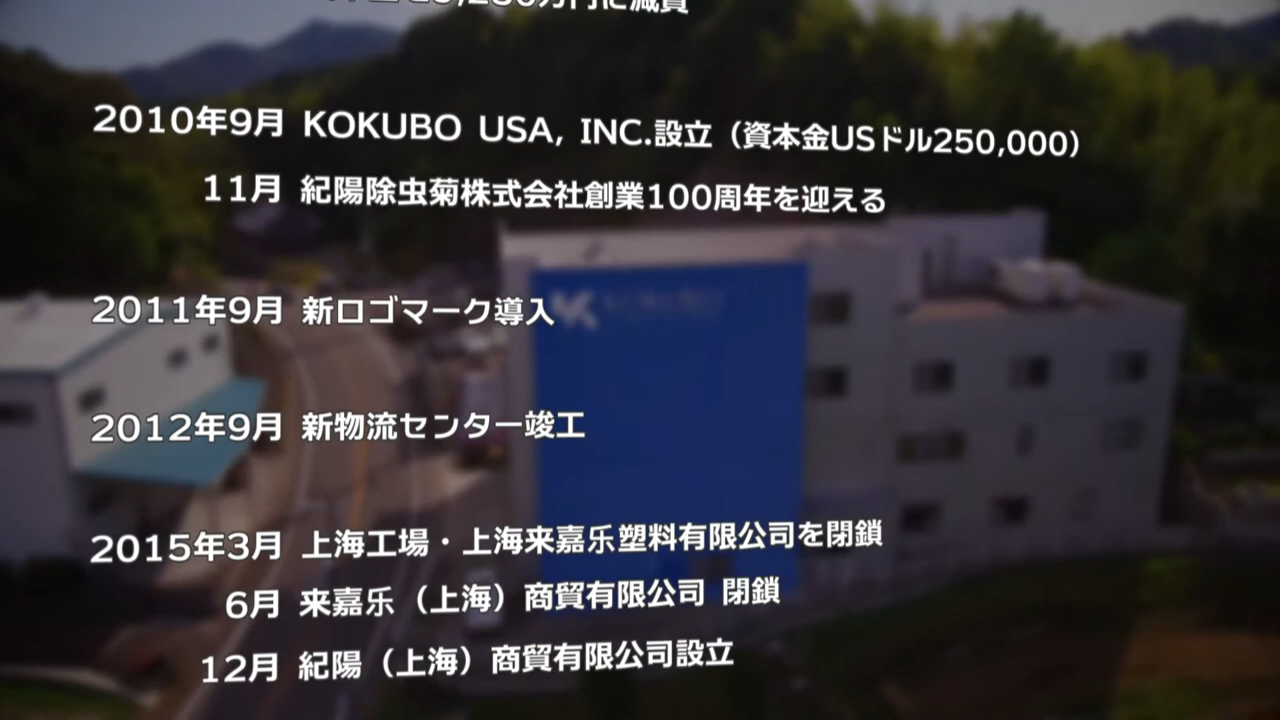 万円に減資
2010年9月 KOKUBO USA, INC.設立（資本金USドル250,000）
11月 紀陽除虫菊株式会社創業100周年を迎える
2011年9月 新ロゴマーク導入
KOKUBO
2012年9月 新物流センター竣工
2015年3月 上海工場・上海来嘉乐塑料有限公司を閉鎖
6月 来嘉乐（上海）商貿有限公司 閉鎖
12月 紀陽（上海）商貿有限公司設立